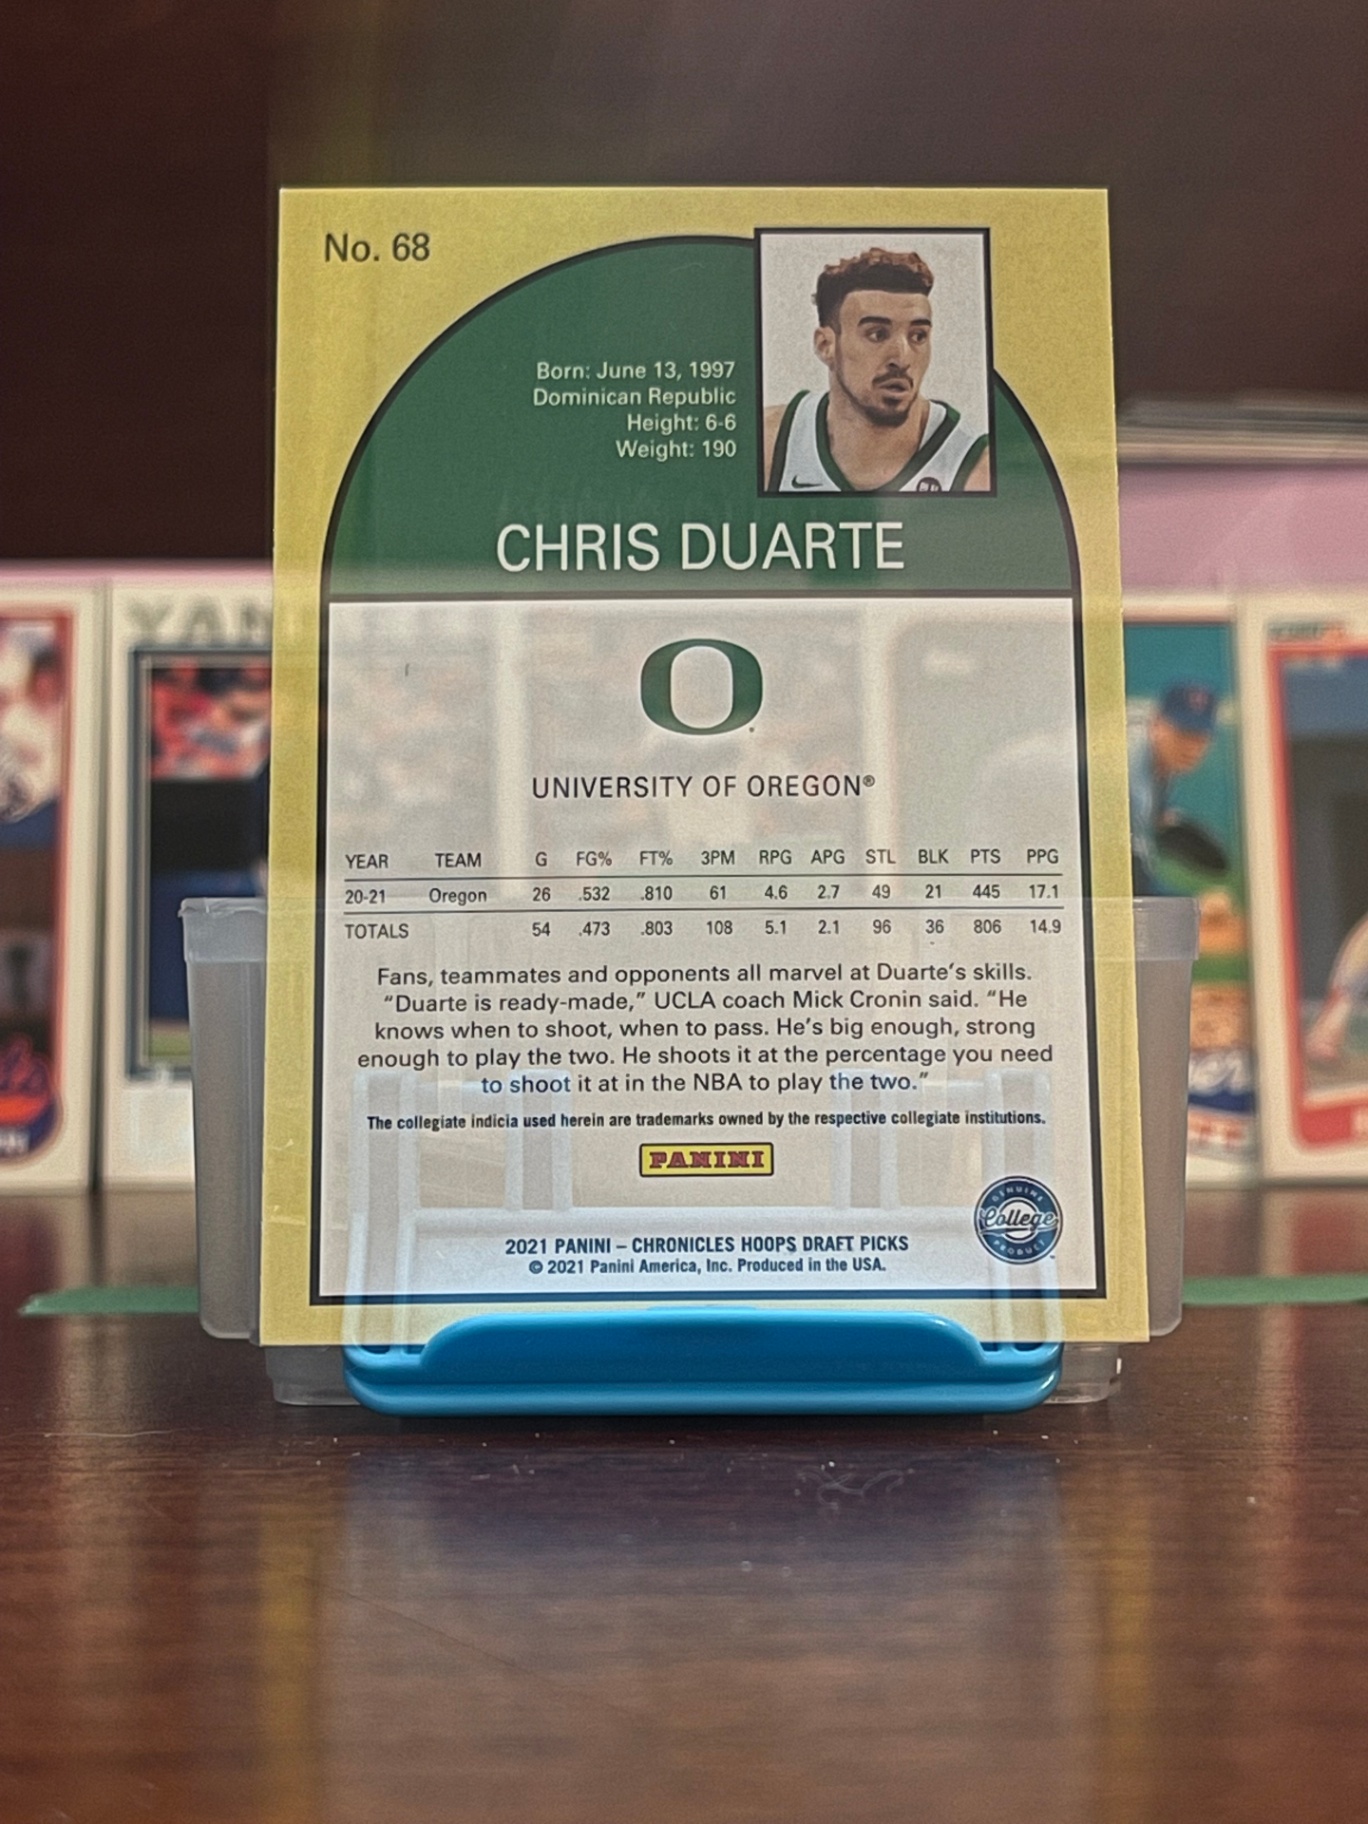 No. 68
Born: June 13, 1997
Dominican Republic
Height: 6-6
Weight: 190
CHRIS DUARTE
O
UNIVERSITY OF OREGON®
YEAR TEAM G FG% FT% 3PM RPG APG STL BLK PTS PPG
20-21 Oregon 26 .532 .810 61 4.6 2.7 49 21 445 17.1
TOTALS 54 .473 .803 108 5.1 2.1 96 36 806 14.9
Fans, teammates and opponents all marvel at Duarte's skills.
"Duarte is ready-made," UCLA coach Mick Cronin said. "He
knows when to shoot, when to pass. He's big enough, strong
enough to play the two. He shoots it at the percentage you need
to shoot it at in the NBA to play the two."
The collegiate indicia used herein are trademarks owned by the respective collegiate institutions.
PANINI
GENUINE
College
PRODUCT
2021 PANINI – CHRONICLES HOOPS DRAFT PICKS
© 2021 Panini America, Inc. Produced in the USA.
YAN